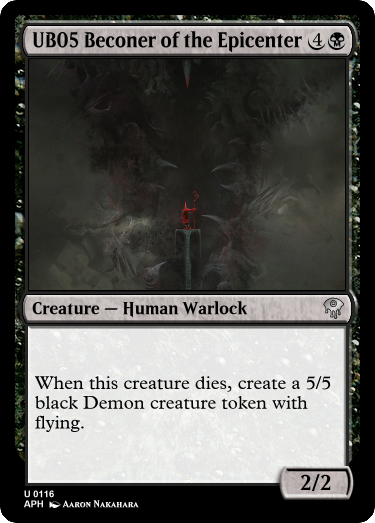 UB05 Beconer of the Epicenter 4
Creature — Human Warlock
When this creature dies, create a 5/5
black Demon creature token with
flying.
2/2
U 0116
APH Aaron Nakahara